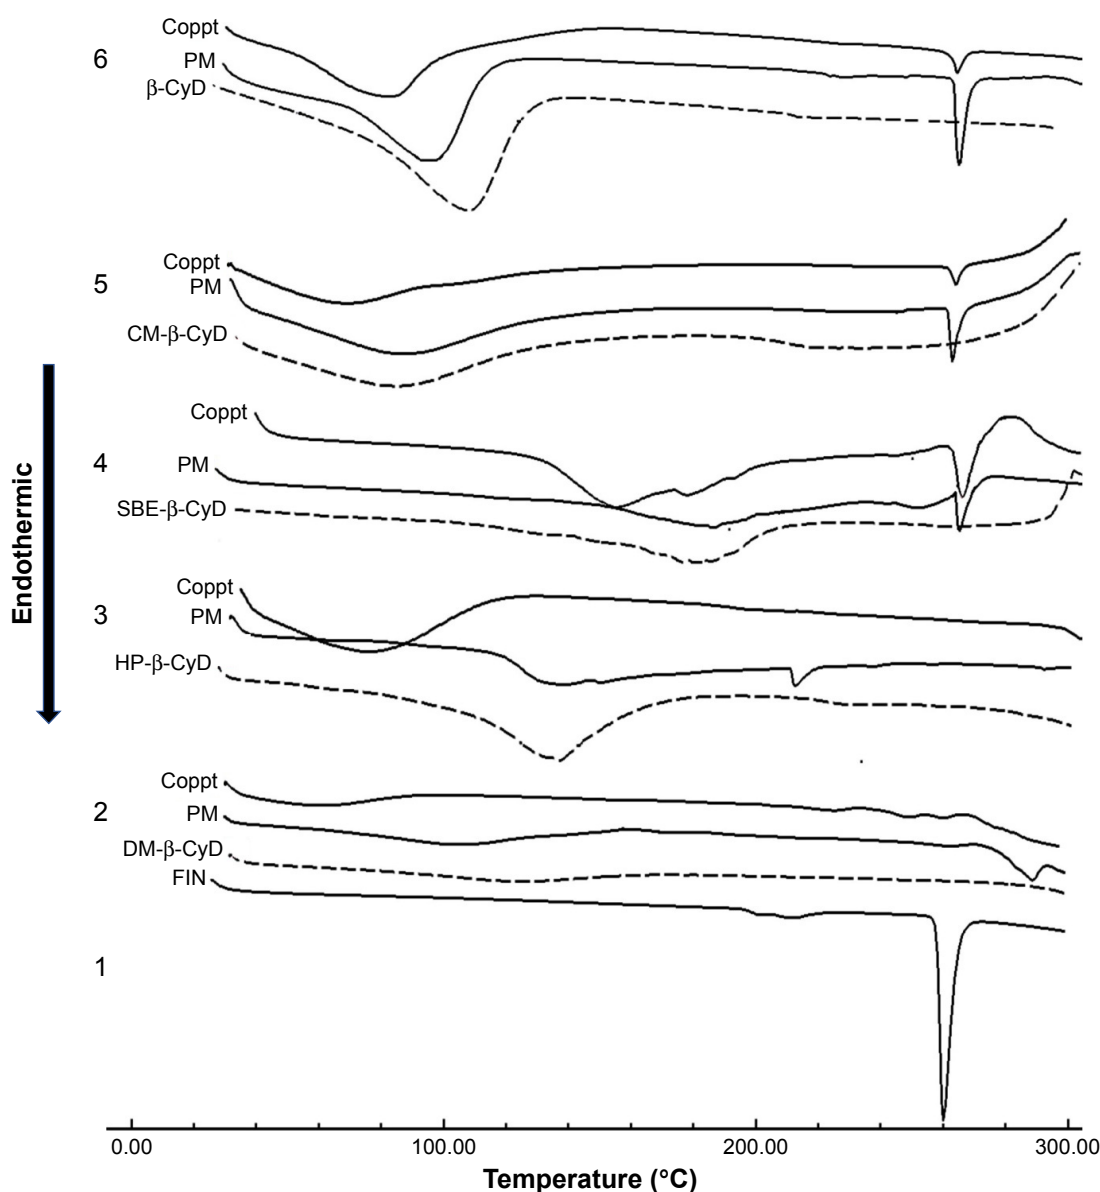 Coppt
6
PM
β-CyD
Coppt
5
PM
CM-β-CyD
Coppt
4
PM
SBE-β-CyD
Coppt
3
PM
HP-β-CyD
Coppt
2
PM
DM-β-CyD
FIN
1
Endothermic
0.00 100.00 200.00 300.00
Temperature (°C)